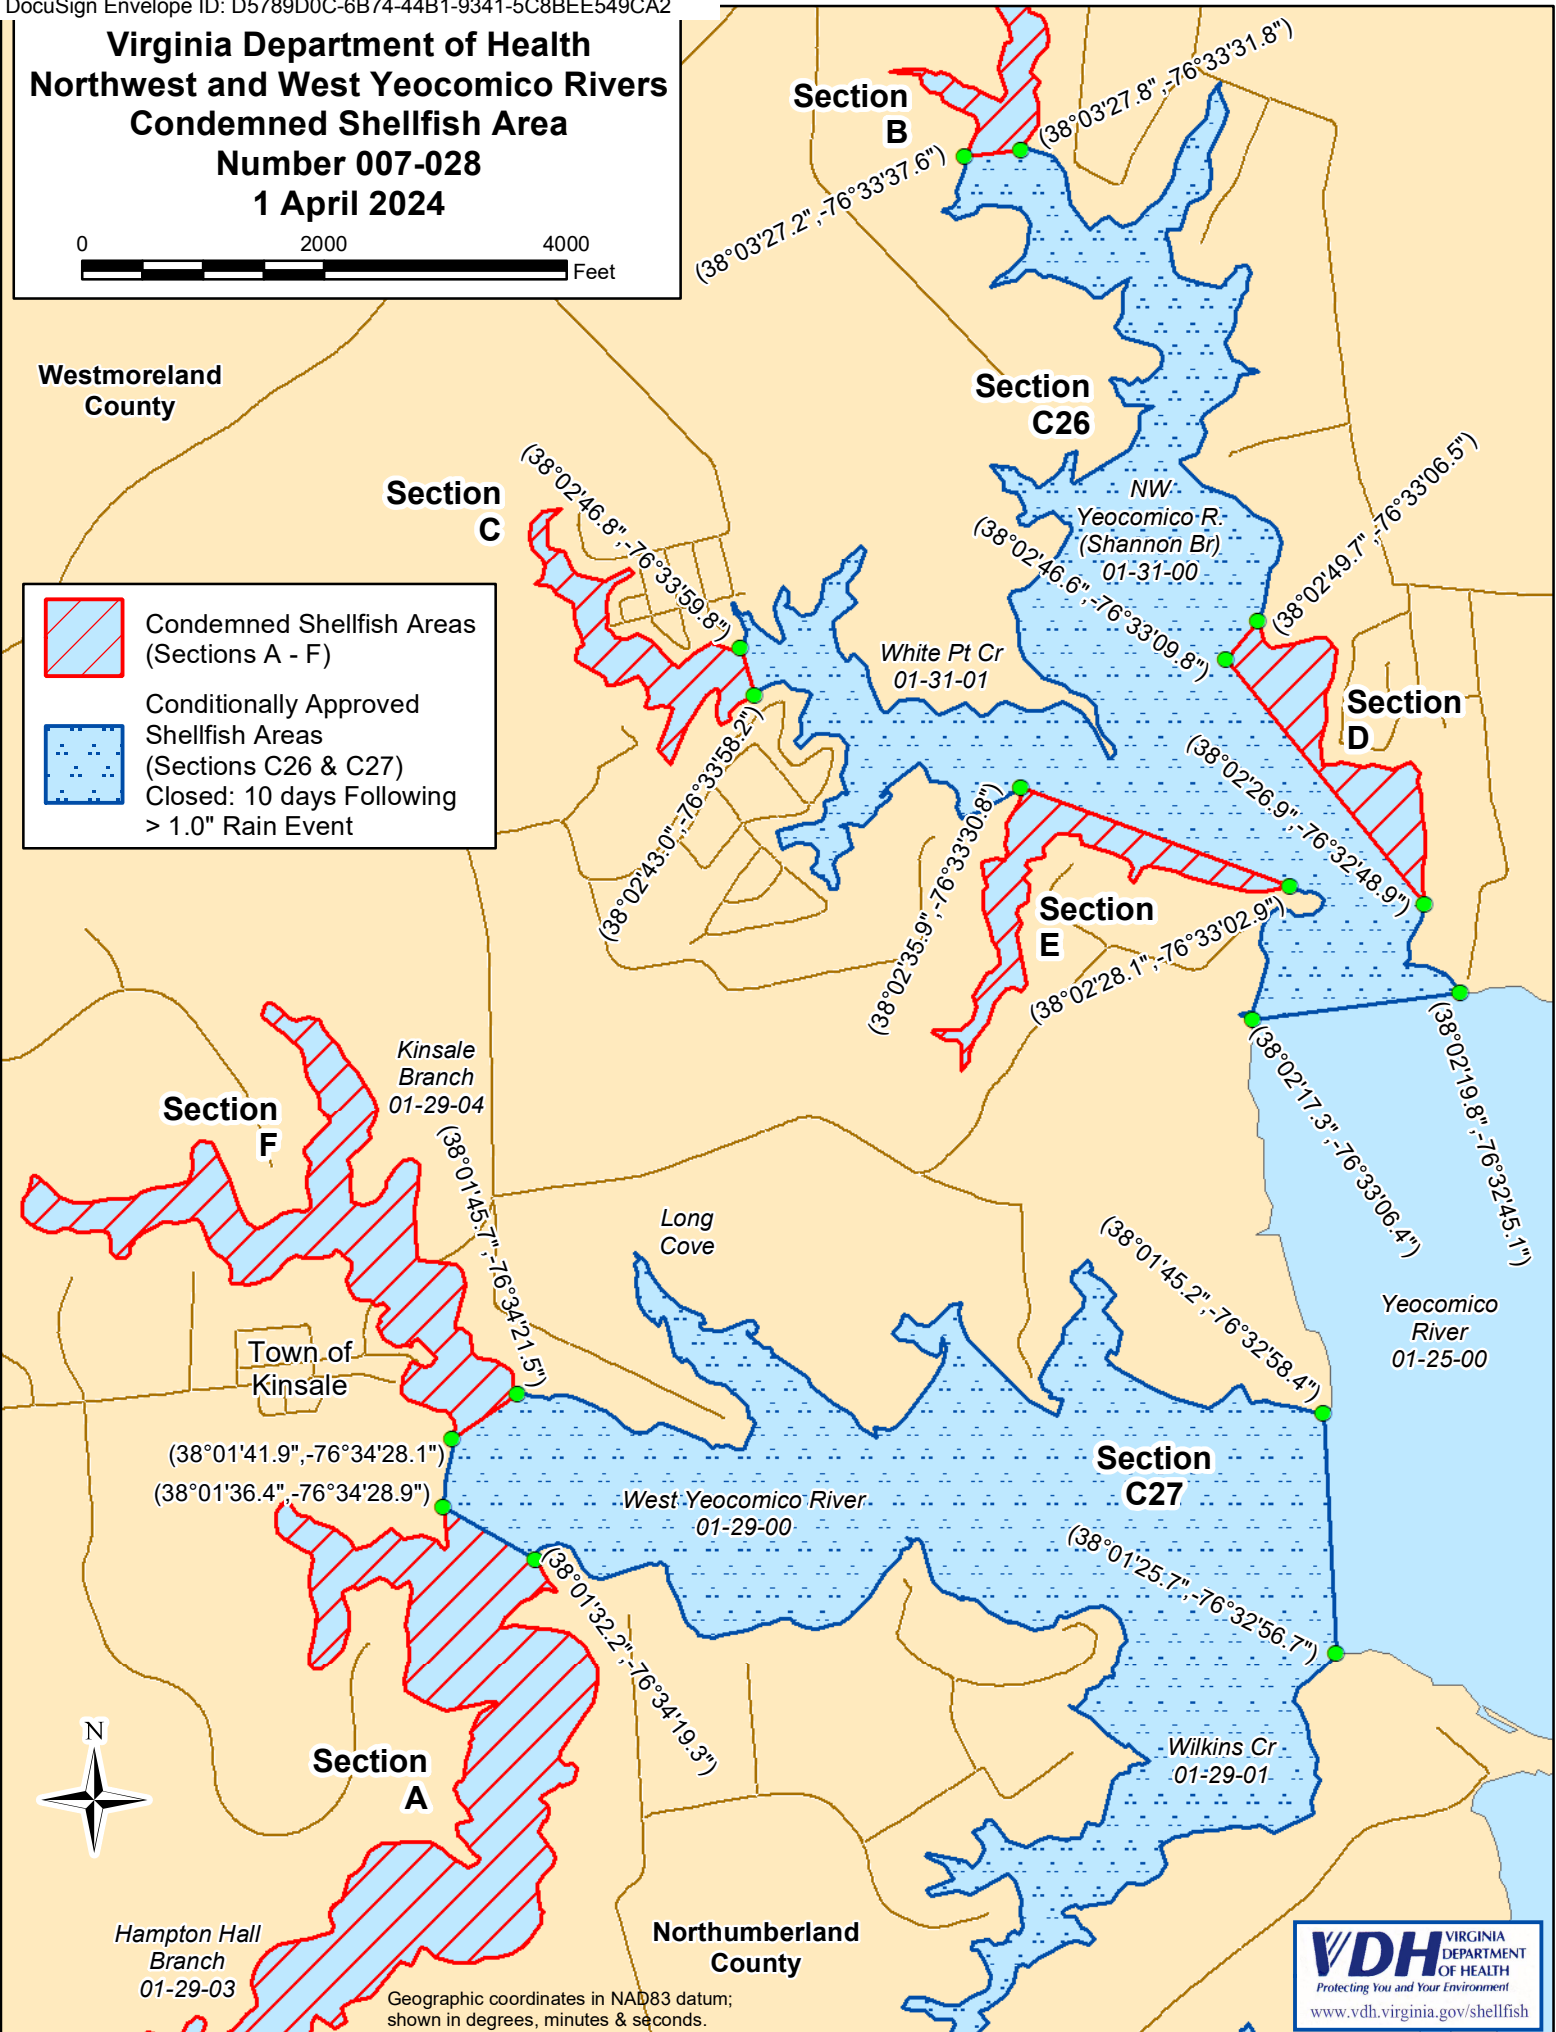 DocuSign Envelope ID: D5789D0C-6B74-44B1-9341-5C8BEE549CA2
Virginia Department of Health
Northwest and West Yeocomico Rivers
Condemned Shellfish Area
Number 007-028
1 April 2024
0 2000 4000
Feet
Section
B
(38°03'27.8",-76°33'31.8")
(38°03'27.2",-76°33'37.6")
Westmoreland
County
Section
C26
Section
C
(38°02'46.8",-76°33'59.8")
NW
Yeocomico R.
(Shannon Br)
01-31-00
(38°02'49.7",-76°33'06.5")
(38°02'46.6",-76°33'09.8")
Condemned Shellfish Areas
(Sections A - F)
Conditionally Approved
Shellfish Areas
(Sections C26 & C27)
Closed: 10 days Following
> 1.0" Rain Event
White Pt Cr
01-31-01
Section
D
(38°02'43.0",-76°33'58.2")
(38°02'26.9",-76°32'48.9")
(38°02'35.9",-76°33'30.8")
Section
E
(38°02'28.1",-76°33'02.9")
(38°02'17.3",-76°33'06.4")
(38°02'19.8",-76°32'45.1")
Kinsale
Branch
01-29-04
Section
F
(38°01'45.7",-76°34'21.5")
Long
Cove
(38°01'45.2",-76°32'58.4")
Yeocomico
River
01-25-00
Town of
Kinsale
(38°01'41.9",-76°34'28.1")
(38°01'36.4",-76°34'28.9")
West Yeocomico River
01-29-00
Section
C27
(38°01'25.7",-76°32'56.7")
(38°01'32.2",-76°34'19.3")
N
Section
A
Wilkins Cr
01-29-01
Hampton Hall
Branch
01-29-03
Northumberland
County
Geographic coordinates in NAD83 datum;
shown in degrees, minutes & seconds.
VDH
VIRGINIA
DEPARTMENT
OF HEALTH
Protecting You and Your Environment
www.vdh.virginia.gov/shellfish